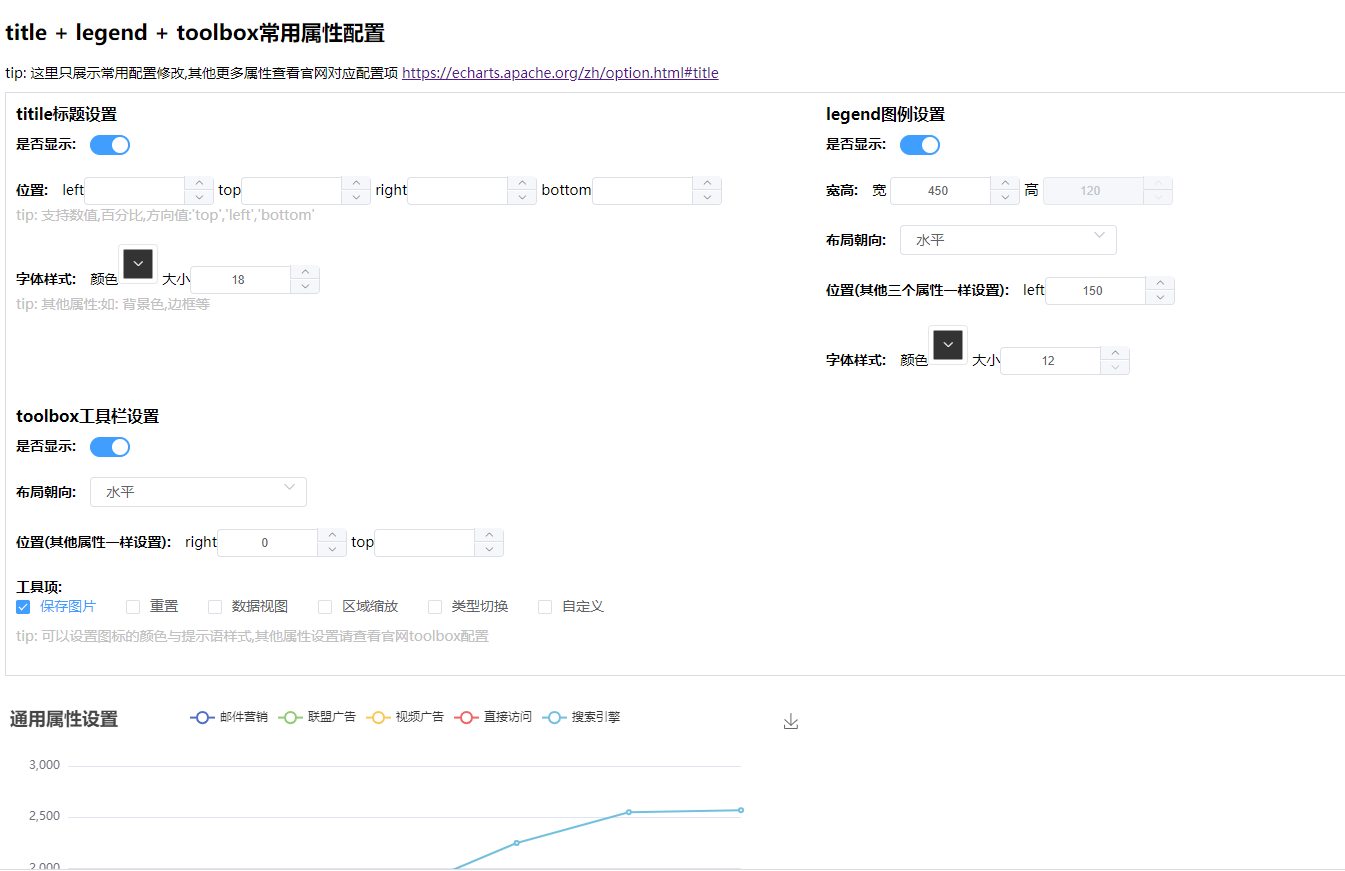 title + legend + toolbox常用属性配置
tip: 这里只展示常用配置修改,其他更多属性查看官网对应配置项 https://echarts.apache.org/zh/option.html#title
titile标题设置
是否显示:
位置: left top right bottom
tip: 支持数值,百分比,方向值:'top','left','bottom'
字体样式: 颜色 大小 18
tip: 其他属性:如: 背景色,边框等
legend图例设置
是否显示:
宽高: 宽 450 高 120
布局朝向: 水平
位置(其他三个属性一样设置): left 150
字体样式: 颜色 大小 12
toolbox工具栏设置
是否显示:
布局朝向: 水平
位置(其他属性一样设置): right 0 top
工具项:
保存图片 重置 数据视图 区域缩放 类型切换 自定义
tip: 可以设置图标的颜色与提示语样式,其他属性设置请查看官网toolbox配置
通用属性设置 邮件营销 联盟广告 视频广告 直接访问 搜索引擎
3,000
2,500
2,000